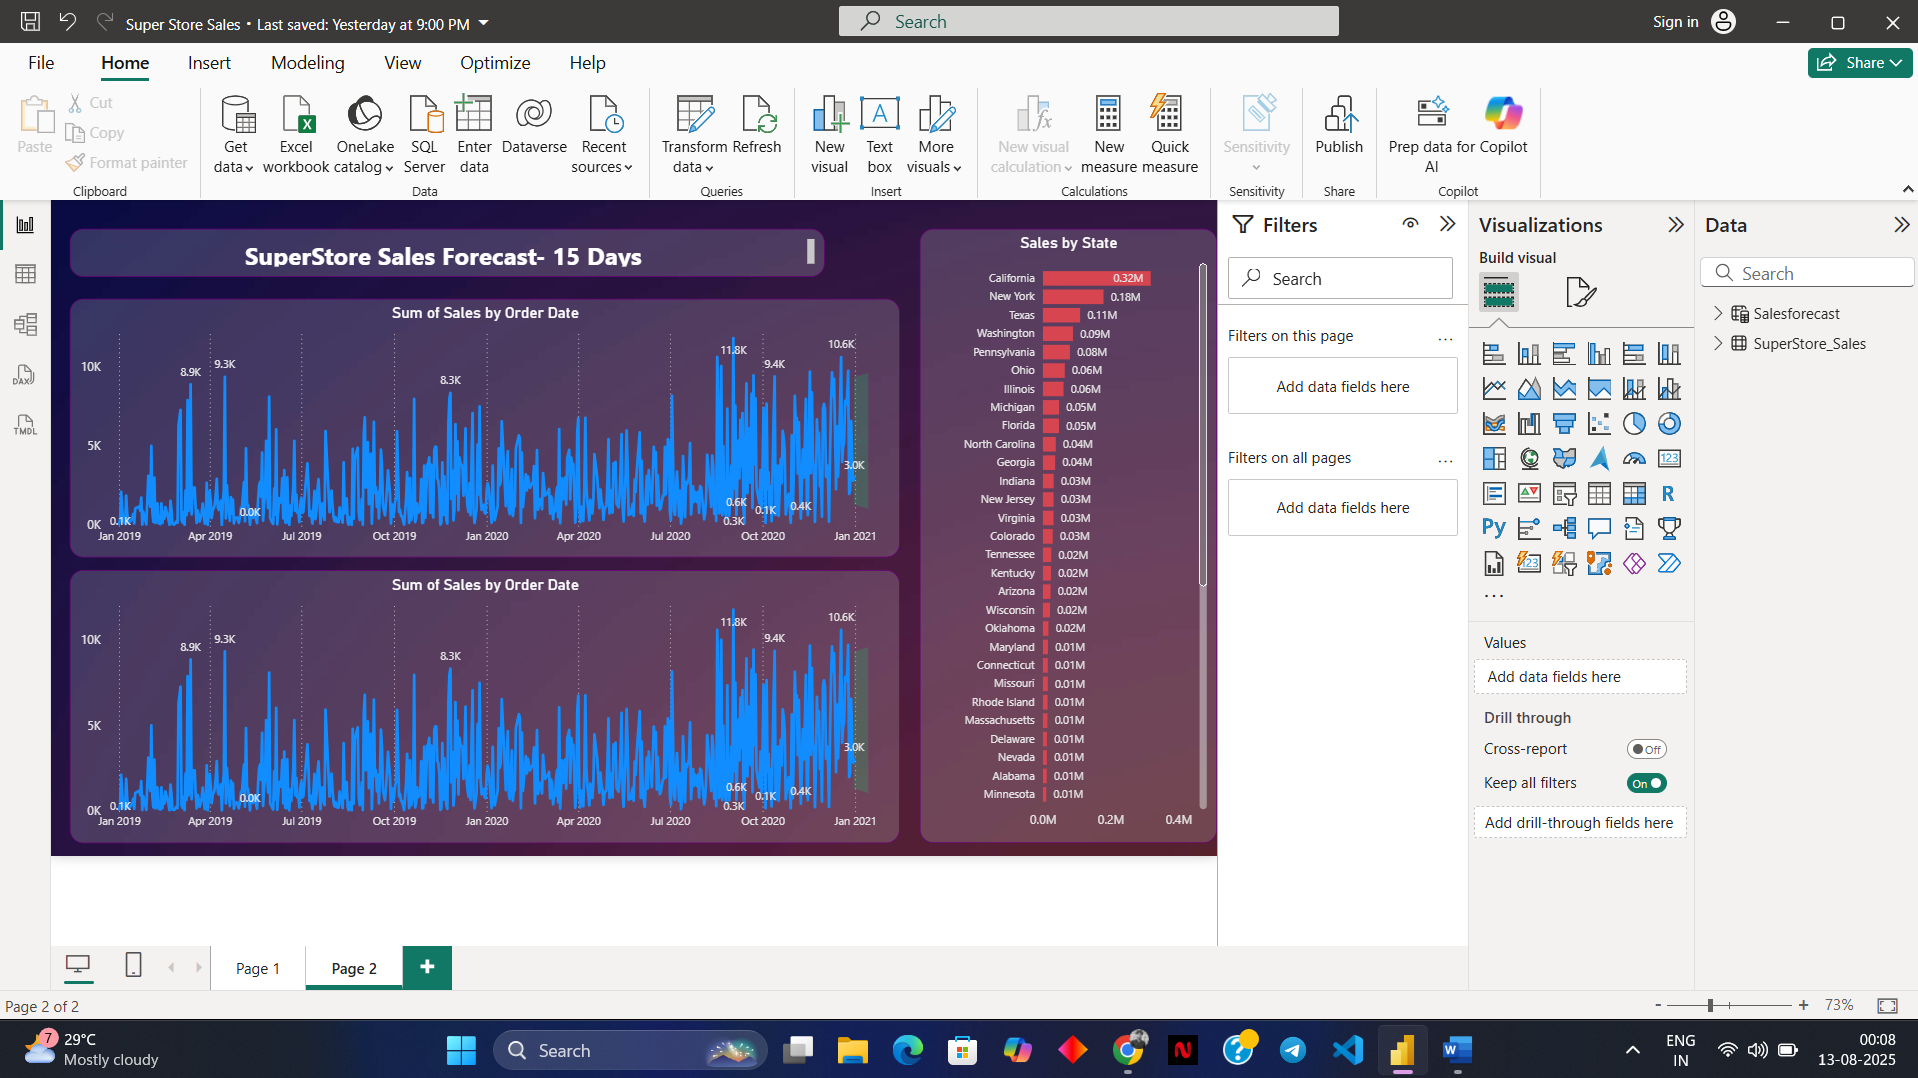 Super Store Sales • Last saved: Yesterday at 9:00 PM
Search
Sign in
File
Home
Insert
Modeling
View
Optimize
Help
Share
Paste
Cut
Copy
Format painter
Clipboard
Get data
Excel workbook
OneLake catalog
SQL Server
Enter data
Dataverse
Recent sources
Data
Transform data
Refresh
Queries
New visual
Text box
More visuals
Insert
New visual calculation
New measure
Quick measure
Calculations
Sensitivity
Sensitivity
Publish
Share
Prep data for AI
Copilot
Copilot
DAX
TMDL
SuperStore Sales Forecast- 15 Days
Sum of Sales by Order Date
10K
5K
0K
0.1K
8.9K
9.3K
0.0K
8.3K
11.8K
9.4K
10.6K
3.0K
0.6K
0.3K
0.1K
0.4K
Jan 2019
Apr 2019
Jul 2019
Oct 2019
Jan 2020
Apr 2020
Jul 2020
Oct 2020
Jan 2021
Sum of Sales by Order Date
10K
5K
0K
0.1K
8.9K
9.3K
0.0K
8.3K
11.8K
9.4K
10.6K
3.0K
0.6K
0.3K
0.1K
0.4K
Jan 2019
Apr 2019
Jul 2019
Oct 2019
Jan 2020
Apr 2020
Jul 2020
Oct 2020
Jan 2021
Sales by State
California 0.32M
New York 0.18M
Texas 0.11M
Washington 0.09M
Pennsylvania 0.08M
Ohio 0.06M
Illinois 0.06M
Michigan 0.05M
Florida 0.05M
North Carolina 0.04M
Georgia 0.04M
Indiana 0.03M
New Jersey 0.03M
Virginia 0.03M
Colorado 0.03M
Tennessee 0.02M
Kentucky 0.02M
Arizona 0.02M
Wisconsin 0.02M
Oklahoma 0.02M
Maryland 0.01M
Connecticut 0.01M
Missouri 0.01M
Rhode Island 0.01M
Massachusetts 0.01M
Delaware 0.01M
Nevada 0.01M
Alabama 0.01M
Minnesota 0.01M
0.0M 0.2M 0.4M
Filters
Search
Filters on this page ...
Add data fields here
Filters on all pages ...
Add data fields here
Visualizations
Build visual
123
R
Py
123
...
Values
Add data fields here
Drill through
Cross-report Off
Keep all filters On
Add drill-through fields here
Data
Search
Salesforecast
SuperStore_Sales
Page 1
Page 2
+
Page 2 of 2
- + 73%
7
29°C
Mostly cloudy
Search
N
ENG
IN
00:08
13-08-2025